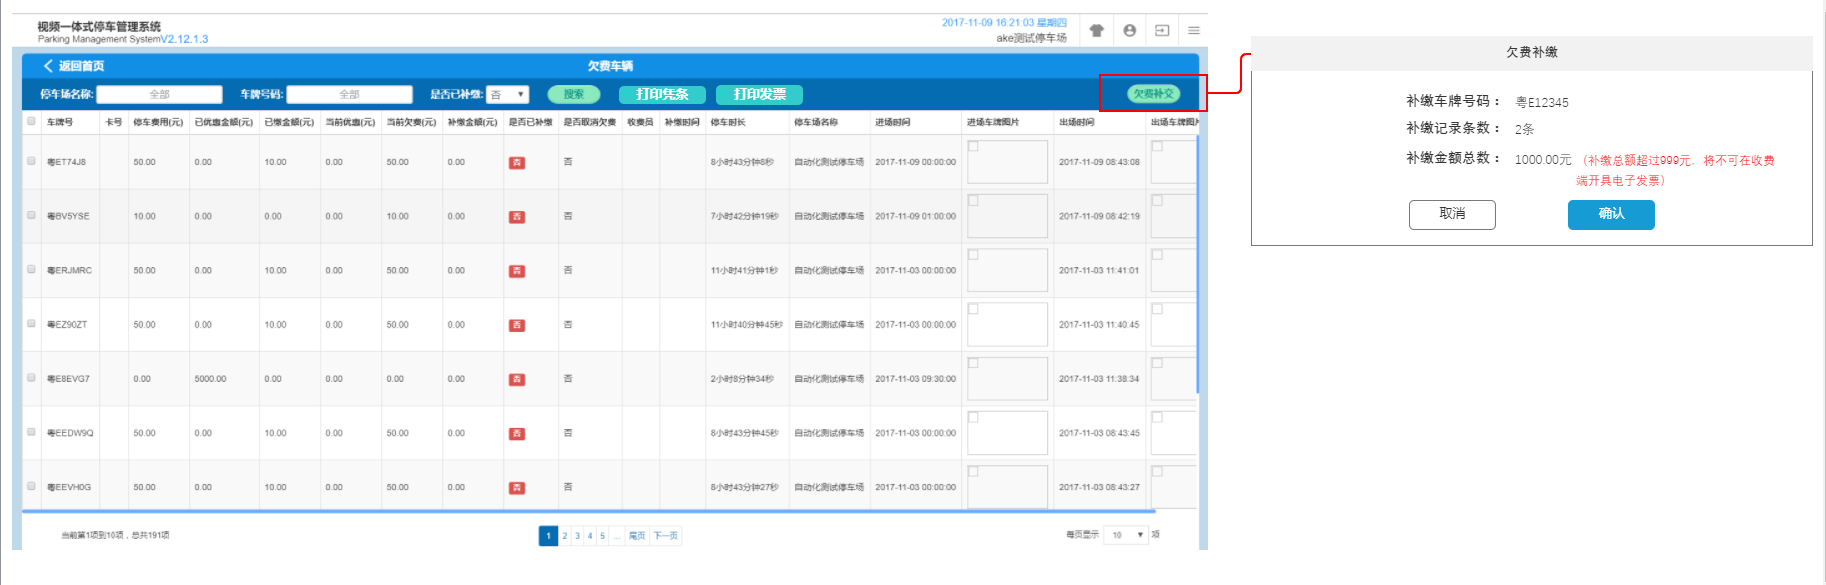 视频一体式停车管理系统
Parking Management SystemV2.12.1.3
2017-11-09 16:21:03 星期四
ake测试停车场
返回首页 欠费车辆
停车场名称: 全部 车牌号码: 全部 是否已补缴: 否 搜索 打印凭条 打印发票 欠费补交
车牌号 卡号 停车费用(元) 已优惠金额(元) 已缴金额(元) 当前优惠(元) 当前欠费(元) 补缴金额(元) 是否已补缴 是否取消欠费 收费员 补缴时间 停车时长 停车场名称 进场时间 进场车牌图片 出场时间 出场车牌图片
粤ET74J8 50.00 0.00 10.00 0.00 50.00 0.00 否 否 8小时43分钟8秒 自动化测试停车场 2017-11-09 00:00:00 2017-11-09 08:43:08
粤BV5YSE 10.00 0.00 0.00 0.00 10.00 0.00 否 否 7小时42分钟19秒 自动化测试停车场 2017-11-09 01:00:00 2017-11-09 08:42:19
粤ERJMRC 50.00 0.00 10.00 0.00 50.00 0.00 否 否 11小时41分钟1秒 自动化测试停车场 2017-11-03 00:00:00 2017-11-03 11:41:01
粤EZ90ZT 50.00 0.00 10.00 0.00 50.00 0.00 否 否 11小时40分钟45秒 自动化测试停车场 2017-11-03 00:00:00 2017-11-03 11:40:45
粤E8EVG7 0.00 5000.00 0.00 0.00 0.00 0.00 否 否 2小时8分钟34秒 自动化测试停车场 2017-11-03 09:30:00 2017-11-03 11:38:34
粤EEDW9Q 50.00 0.00 10.00 0.00 50.00 0.00 否 否 8小时43分钟45秒 自动化测试停车场 2017-11-03 00:00:00 2017-11-03 08:43:45
粤EEVH0G 50.00 0.00 10.00 0.00 50.00 0.00 否 否 8小时43分钟27秒 自动化测试停车场 2017-11-03 00:00:00 2017-11-03 08:43:27
当前第1项到10项，总共191项 1 2 3 4 5 ... 尾页 下一页 每页显示 10 项
欠费补缴
补缴车牌号码： 粤E12345
补缴记录条数： 2条
补缴金额总数： 1000.00元 （补缴总额超过999元．将不可在收费
端开具电子发票）
取消 确认